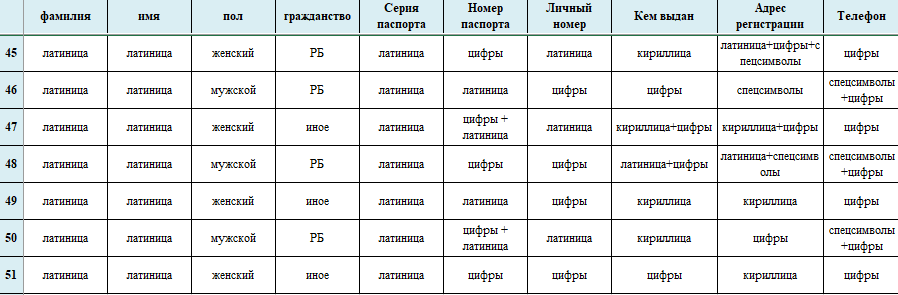 фамилия имя пол гражданство Серия паспорта Номер паспорта Личный номер Кем выдан Адрес регистрации Телефон
45 латиница латиница женский РБ латиница цифры латиница кириллица латиница+цифры+спецсимволы цифры
46 латиница латиница мужской РБ латиница латиница цифры цифры спецсимволы спецсимволы+цифры
47 латиница латиница женский иное латиница цифры + латиница латиница кириллица+цифры кириллица+цифры цифры
48 латиница латиница мужской РБ латиница цифры цифры латиница+цифры латиница+спецсимволы спецсимволы+цифры
49 латиница латиница женский иное латиница латиница цифры кириллица кириллица цифры
50 латиница латиница мужской РБ латиница цифры + латиница латиница кириллица цифры спецсимволы+цифры
51 латиница латиница женский иное латиница цифры цифры цифры кириллица цифры